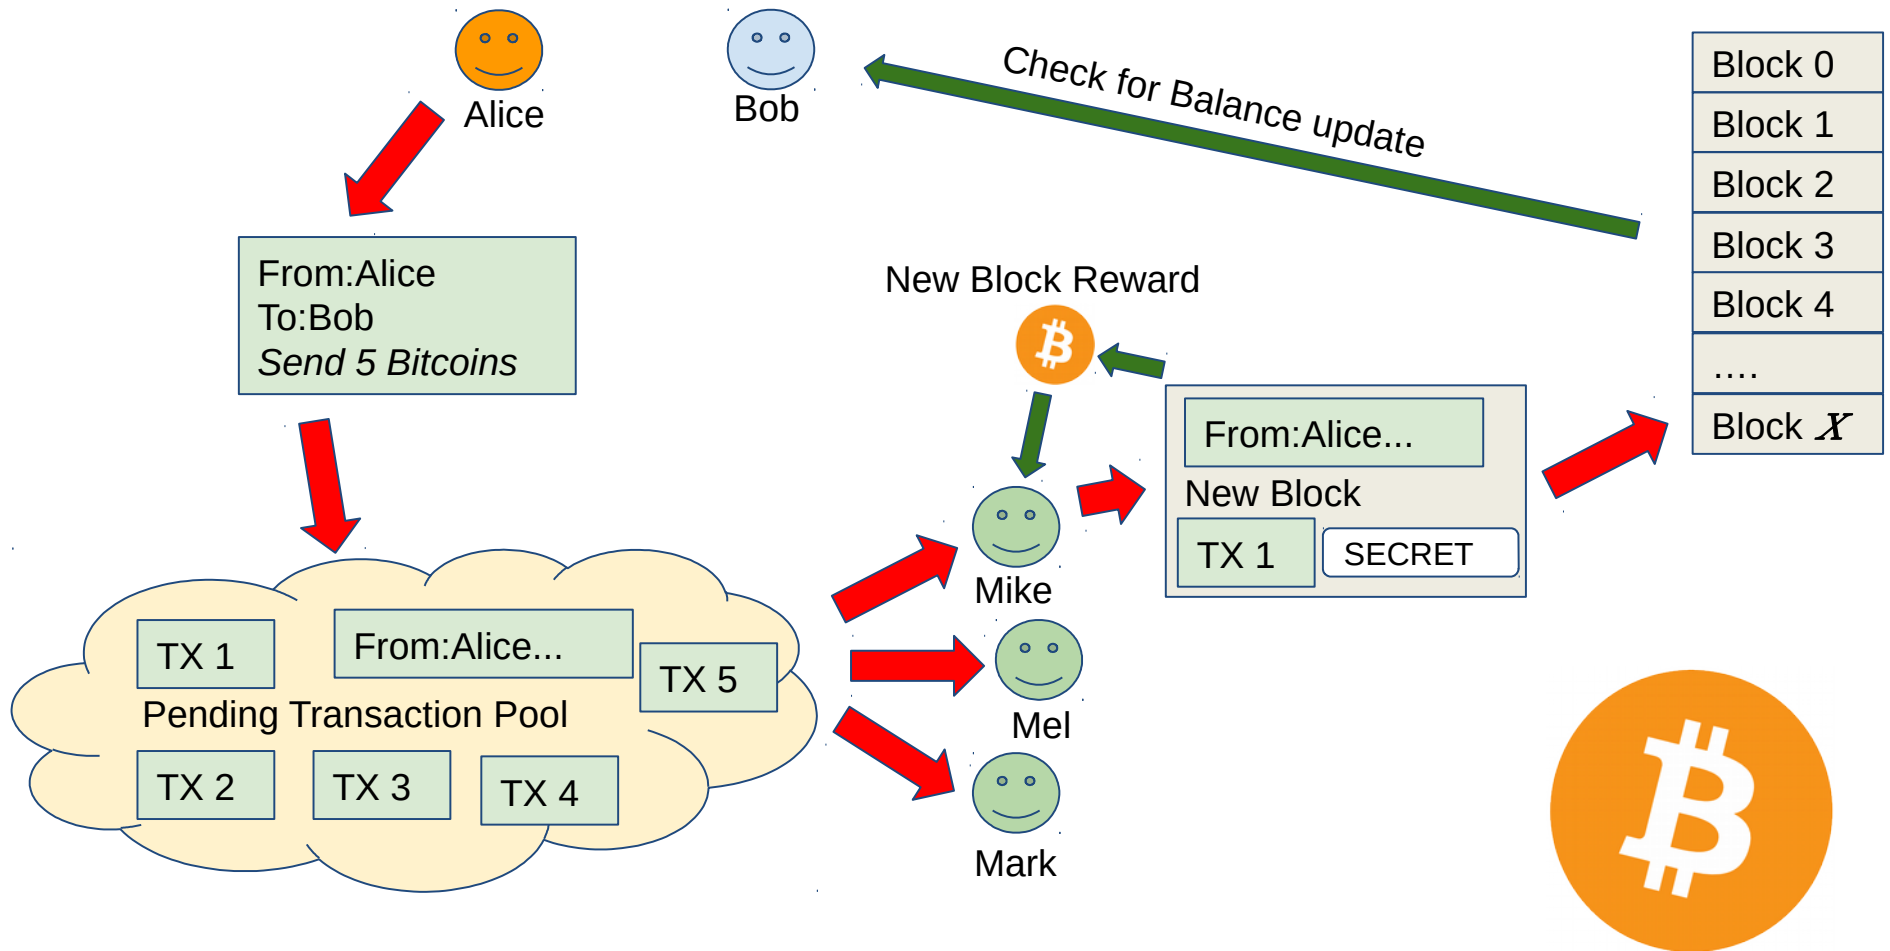 Alice
Bob
Check for Balance update
Block 0
Block 1
Block 2
Block 3
Block 4
....
Block X
From:Alice
To:Bob
Send 5 Bitcoins
New Block Reward
From:Alice...
New Block
TX 1
SECRET
Mike
Mel
Mark
TX 1
From:Alice...
TX 5
Pending Transaction Pool
TX 2
TX 3
TX 4